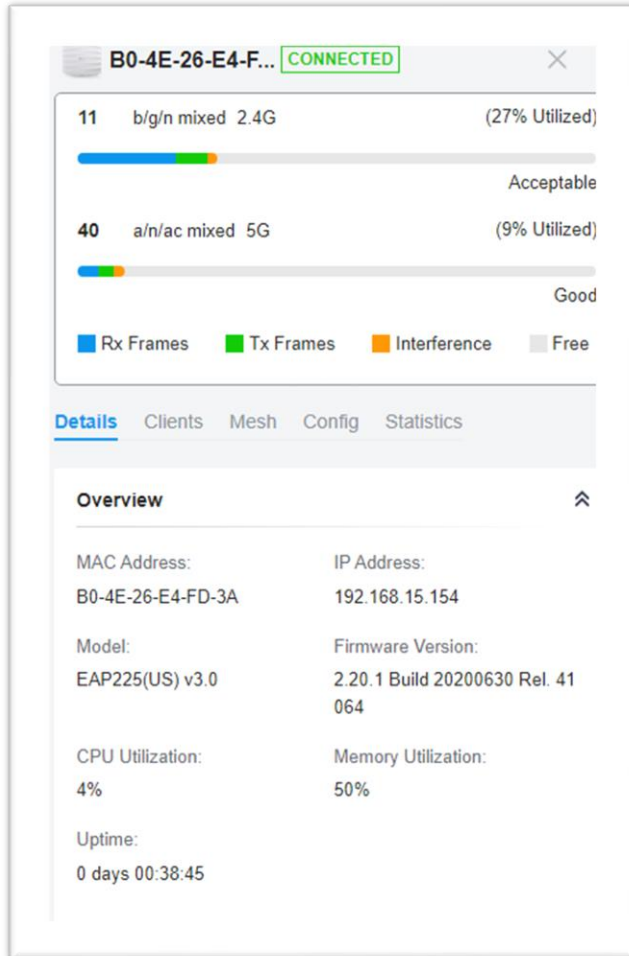 B0-4E-26-E4-F... CONNECTED
11 b/g/n mixed 2.4G (27% Utilized)
Acceptable
40 a/n/ac mixed 5G (9% Utilized)
Good
Rx Frames Tx Frames Interference Free
Details Clients Mesh Config Statistics
Overview
MAC Address: IP Address:
B0-4E-26-E4-FD-3A 192.168.15.154
Model: Firmware Version:
EAP225(US) v3.0 2.20.1 Build 20200630 Rel. 41
064
CPU Utilization: Memory Utilization:
4% 50%
Uptime:
0 days 00:38:45